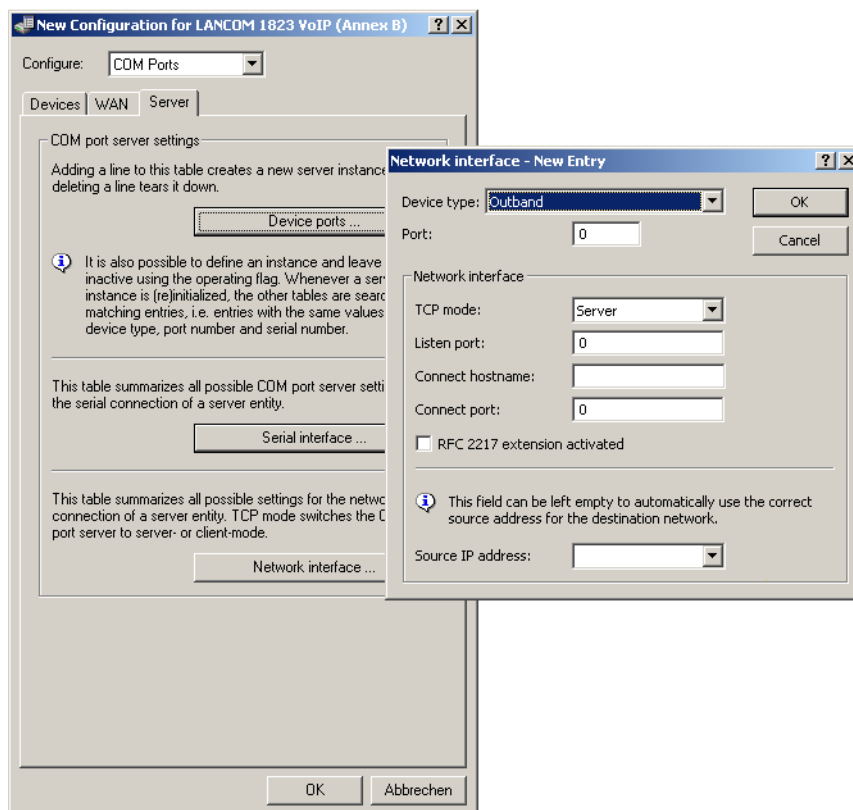 New Configuration for LANCOM 1823 VoIP (Annex B)
Configure: COM Ports
Devices WAN Server
COM port server settings
Adding a line to this table creates a new server instance
deleting a line tears it down.
Device ports ...
It is also possible to define an instance and leave
inactive using the operating flag. Whenever a ser
instance is (re)initialized, the other tables are searc
matching entries, i.e. entries with the same values
device type, port number and serial number.
This table summarizes all possible COM port server setti
the serial connection of a server entity.
Serial interface ...
This table summarizes all possible settings for the netwo
connection of a server entity. TCP mode switches the C
port server to server- or client-mode.
Network interface ...
OK Abbrechen
Network interface - New Entry
Device type: Outband
OK
Port: 0
Cancel
Network interface
TCP mode: Server
Listen port: 0
Connect hostname:
Connect port: 0
RFC 2217 extension activated
This field can be left empty to automatically use the correct
source address for the destination network.
Source IP address: